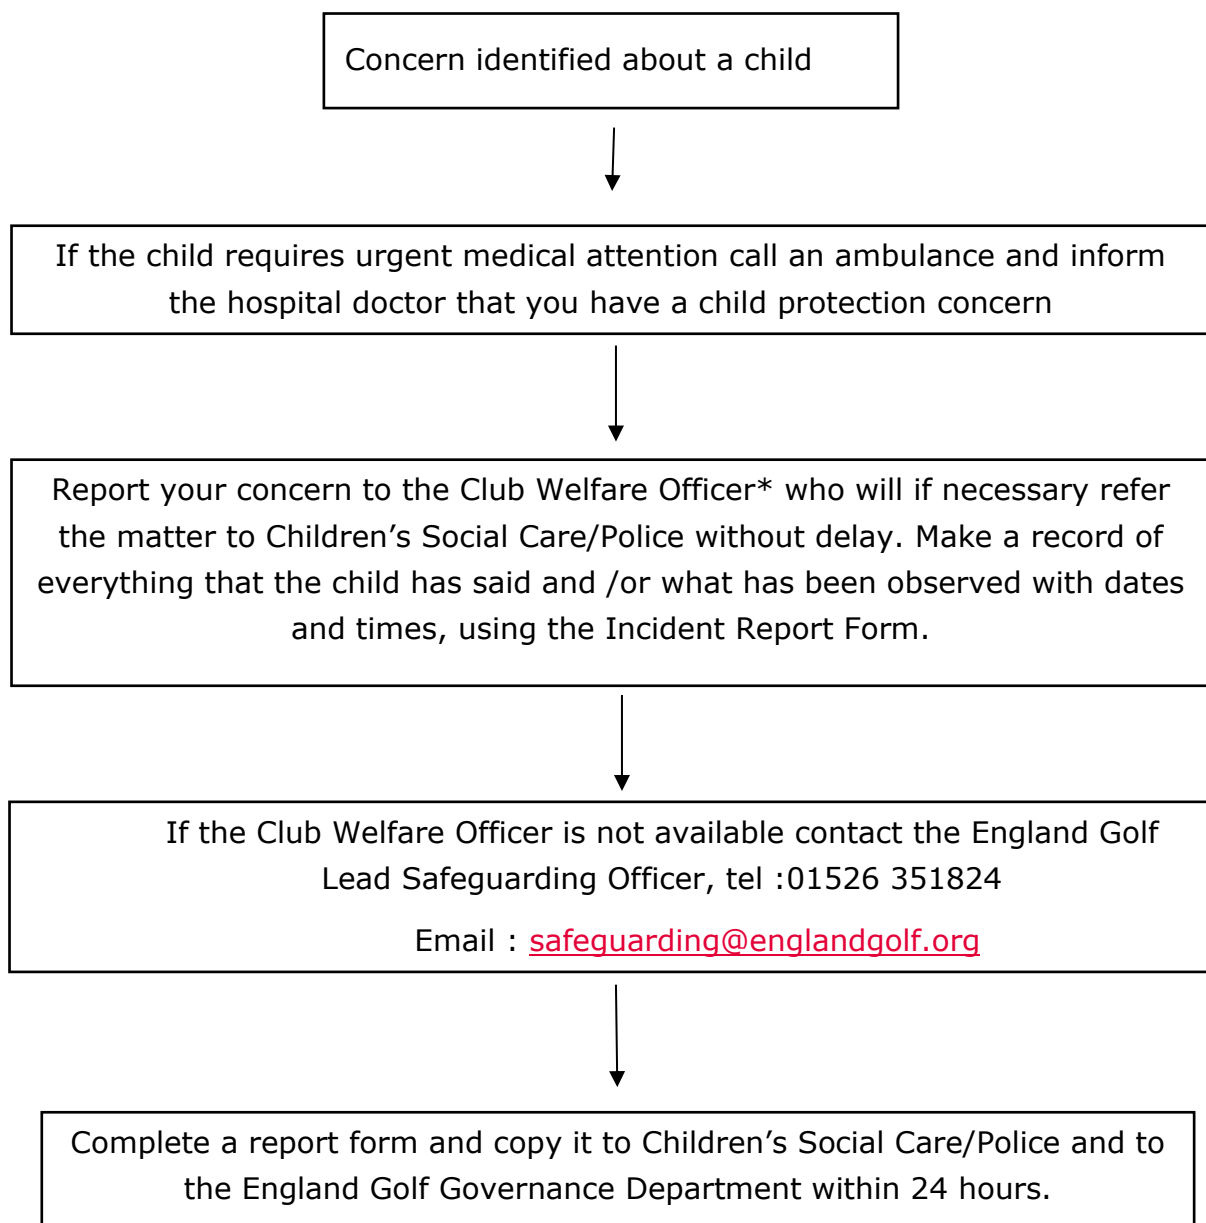 Concern identified about a child
If the child requires urgent medical attention call an ambulance and inform
the hospital doctor that you have a child protection concern
Report your concern to the Club Welfare Officer* who will if necessary refer
the matter to Children’s Social Care/Police without delay. Make a record of
everything that the child has said and /or what has been observed with dates
and times, using the Incident Report Form.
If the Club Welfare Officer is not available contact the England Golf
Lead Safeguarding Officer, tel :01526 351824
Email : safeguarding@englandgolf.org
Complete a report form and copy it to Children’s Social Care/Police and to
the England Golf Governance Department within 24 hours.